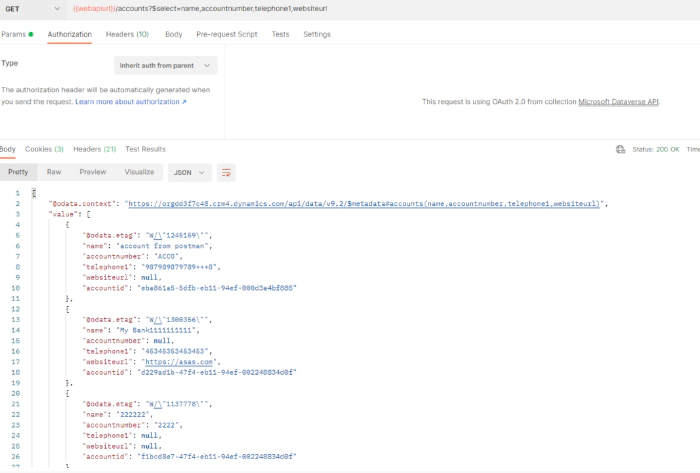 GET {{webapiurl}}/accounts?$select=name,accountnumber,telephone1,websiteurl
Params Authorization Headers (10) Body Pre-request Script Tests Settings
Type Inherit auth from parent
The authorization header will be automatically generated when
you send the request. Learn more about authorization ↗
This request is using OAuth 2.0 from collection Microsoft Dataverse API.
Body Cookies (3) Headers (21) Test Results Status: 200 OK Time
Pretty Raw Preview Visualize JSON
1 {
2 "@odata.context": "https://orgdd3f7c48.crm4.dynamics.com/api/data/v9.2/$metadata#accounts(name,accountnumber,telephone1,websiteurl)",
3 "value": [
4 {
5 "@odata.etag": "W/\"1245159\"",
6 "name": "account from postman",
7 "accountnumber": "ACCO",
8 "telephone1": "987989879789+++8",
9 "websiteurl": null,
10 "accountid": "eba861a5-5dfb-eb11-94ef-000d3a4bf885"
11 },
12 {
13 "@odata.etag": "W/\"1300356\"",
14 "name": "My Bank1111111111",
15 "accountnumber": null,
16 "telephone1": "45345353453453",
17 "websiteurl": "https://asas.com",
18 "accountid": "d229ad1b-47f4-eb11-94ef-002248834d0f"
19 },
20 {
21 "@odata.etag": "W/\"1137778\"",
22 "name": "222222",
23 "accountnumber": "2222",
24 "telephone1": null,
25 "websiteurl": null,
26 "accountid": "f1bcd8e7-47f4-eb11-94ef-002248834d0f"
27 }